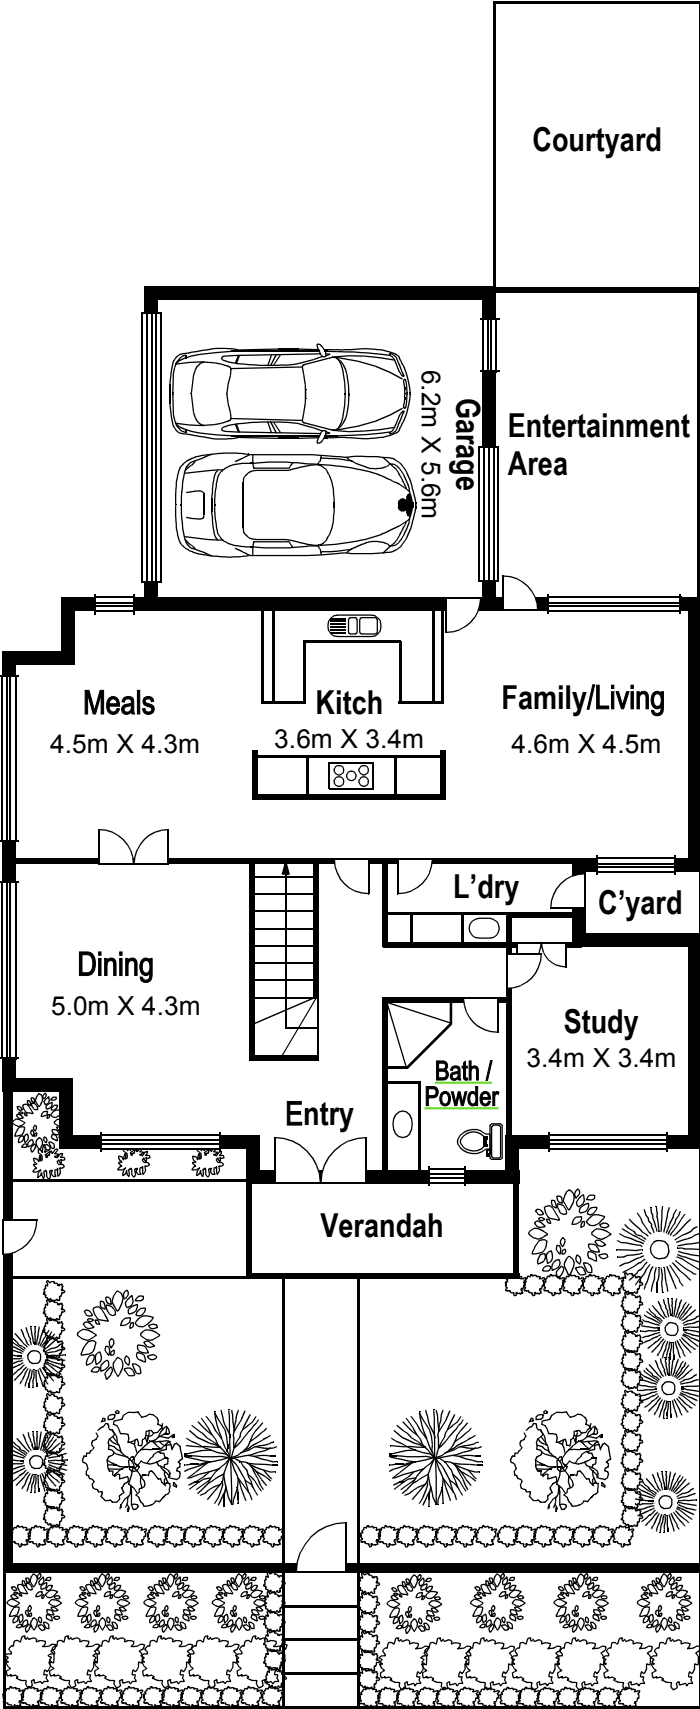 Courtyard
Garage
6.2m X 5.6m
Entertainment
Area
Meals
4.5m X 4.3m
Kitch
3.6m X 3.4m
Family/Living
4.6m X 4.5m
L'dry
C'yard
Dining
5.0m X 4.3m
Study
3.4m X 3.4m
Bath /
Powder
Entry
Verandah